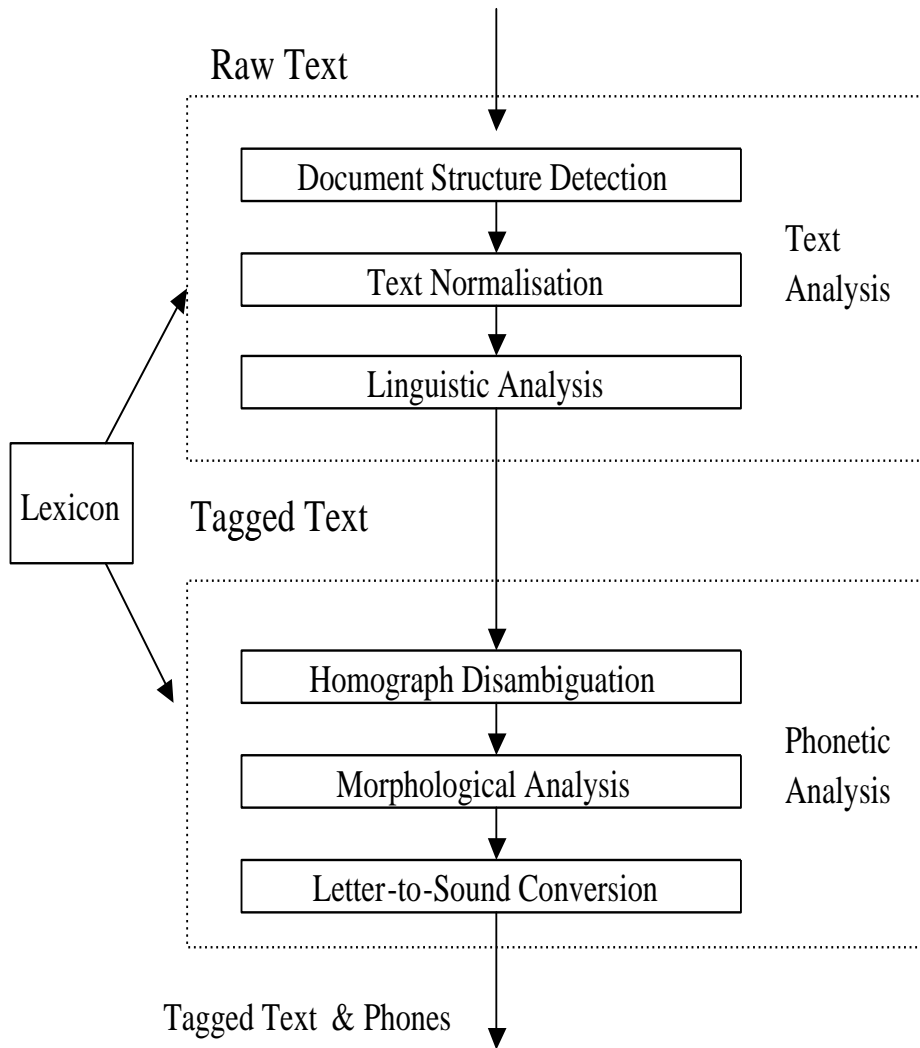 Raw Text
Document Structure Detection
Text Normalisation
Linguistic Analysis
Text
Analysis
Lexicon
Tagged Text
Homograph Disambiguation
Morphological Analysis
Letter-to-Sound Conversion
Phonetic
Analysis
Tagged Text & Phones